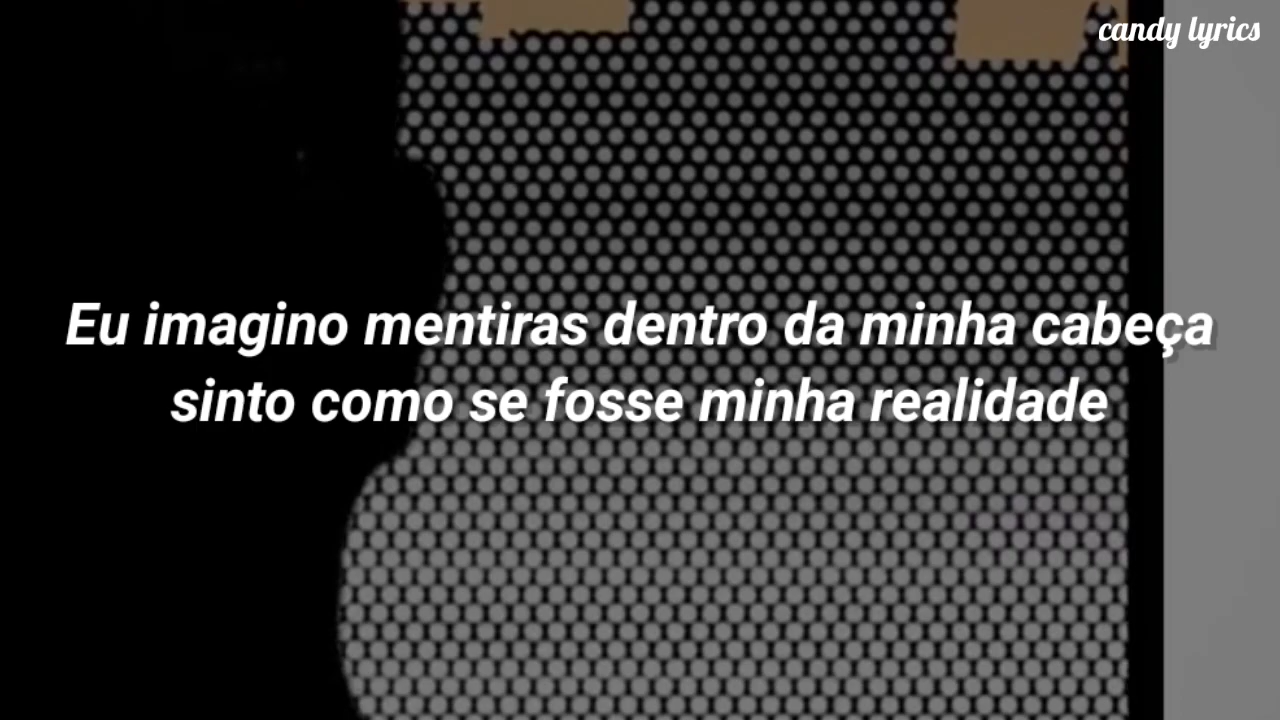 candy lyrics
Eu imagino mentiras dentro da minha cabeça
sinto como se fosse minha realidade